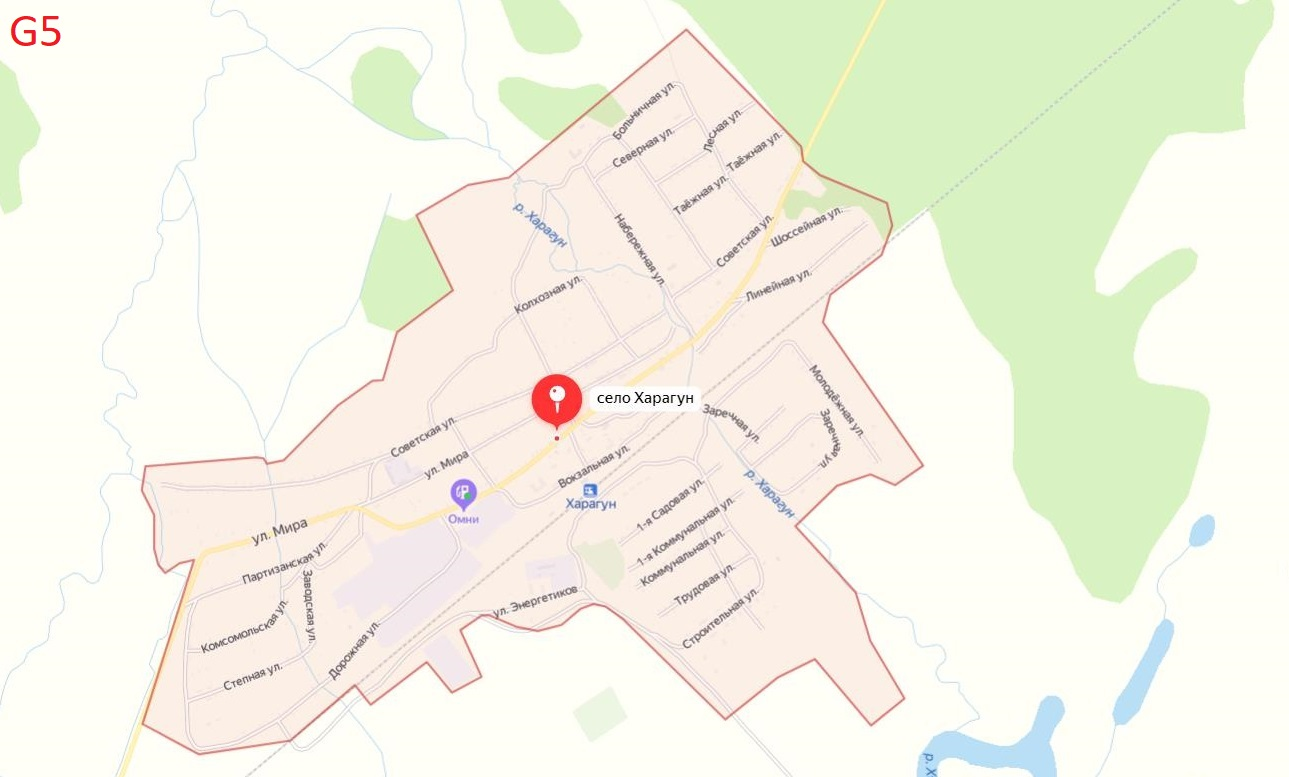 G5
Больничная ул.
Северная ул.
Лесная ул.
Таёжная ул.
Таёжная ул.
р. Харагун
Набережная ул.
Советская ул.
Шоссейная ул.
Линейная ул.
Колхозная ул.
село Харагун
Молодёжная ул.
Заречная ул.
Заречная ул.
Советская ул.
ул. Мира
Вокзальная ул.
Харагун
р. Харагун
Омни
1-я Садовая ул.
1-я Коммунальная ул.
Коммунальная ул.
ул. Мира
Партизанская ул.
Заводская ул.
Трудовая ул.
ул. Энергетиков
Строительная ул.
Комсомольская ул.
Дорожная ул.
Степная ул.
р. Х